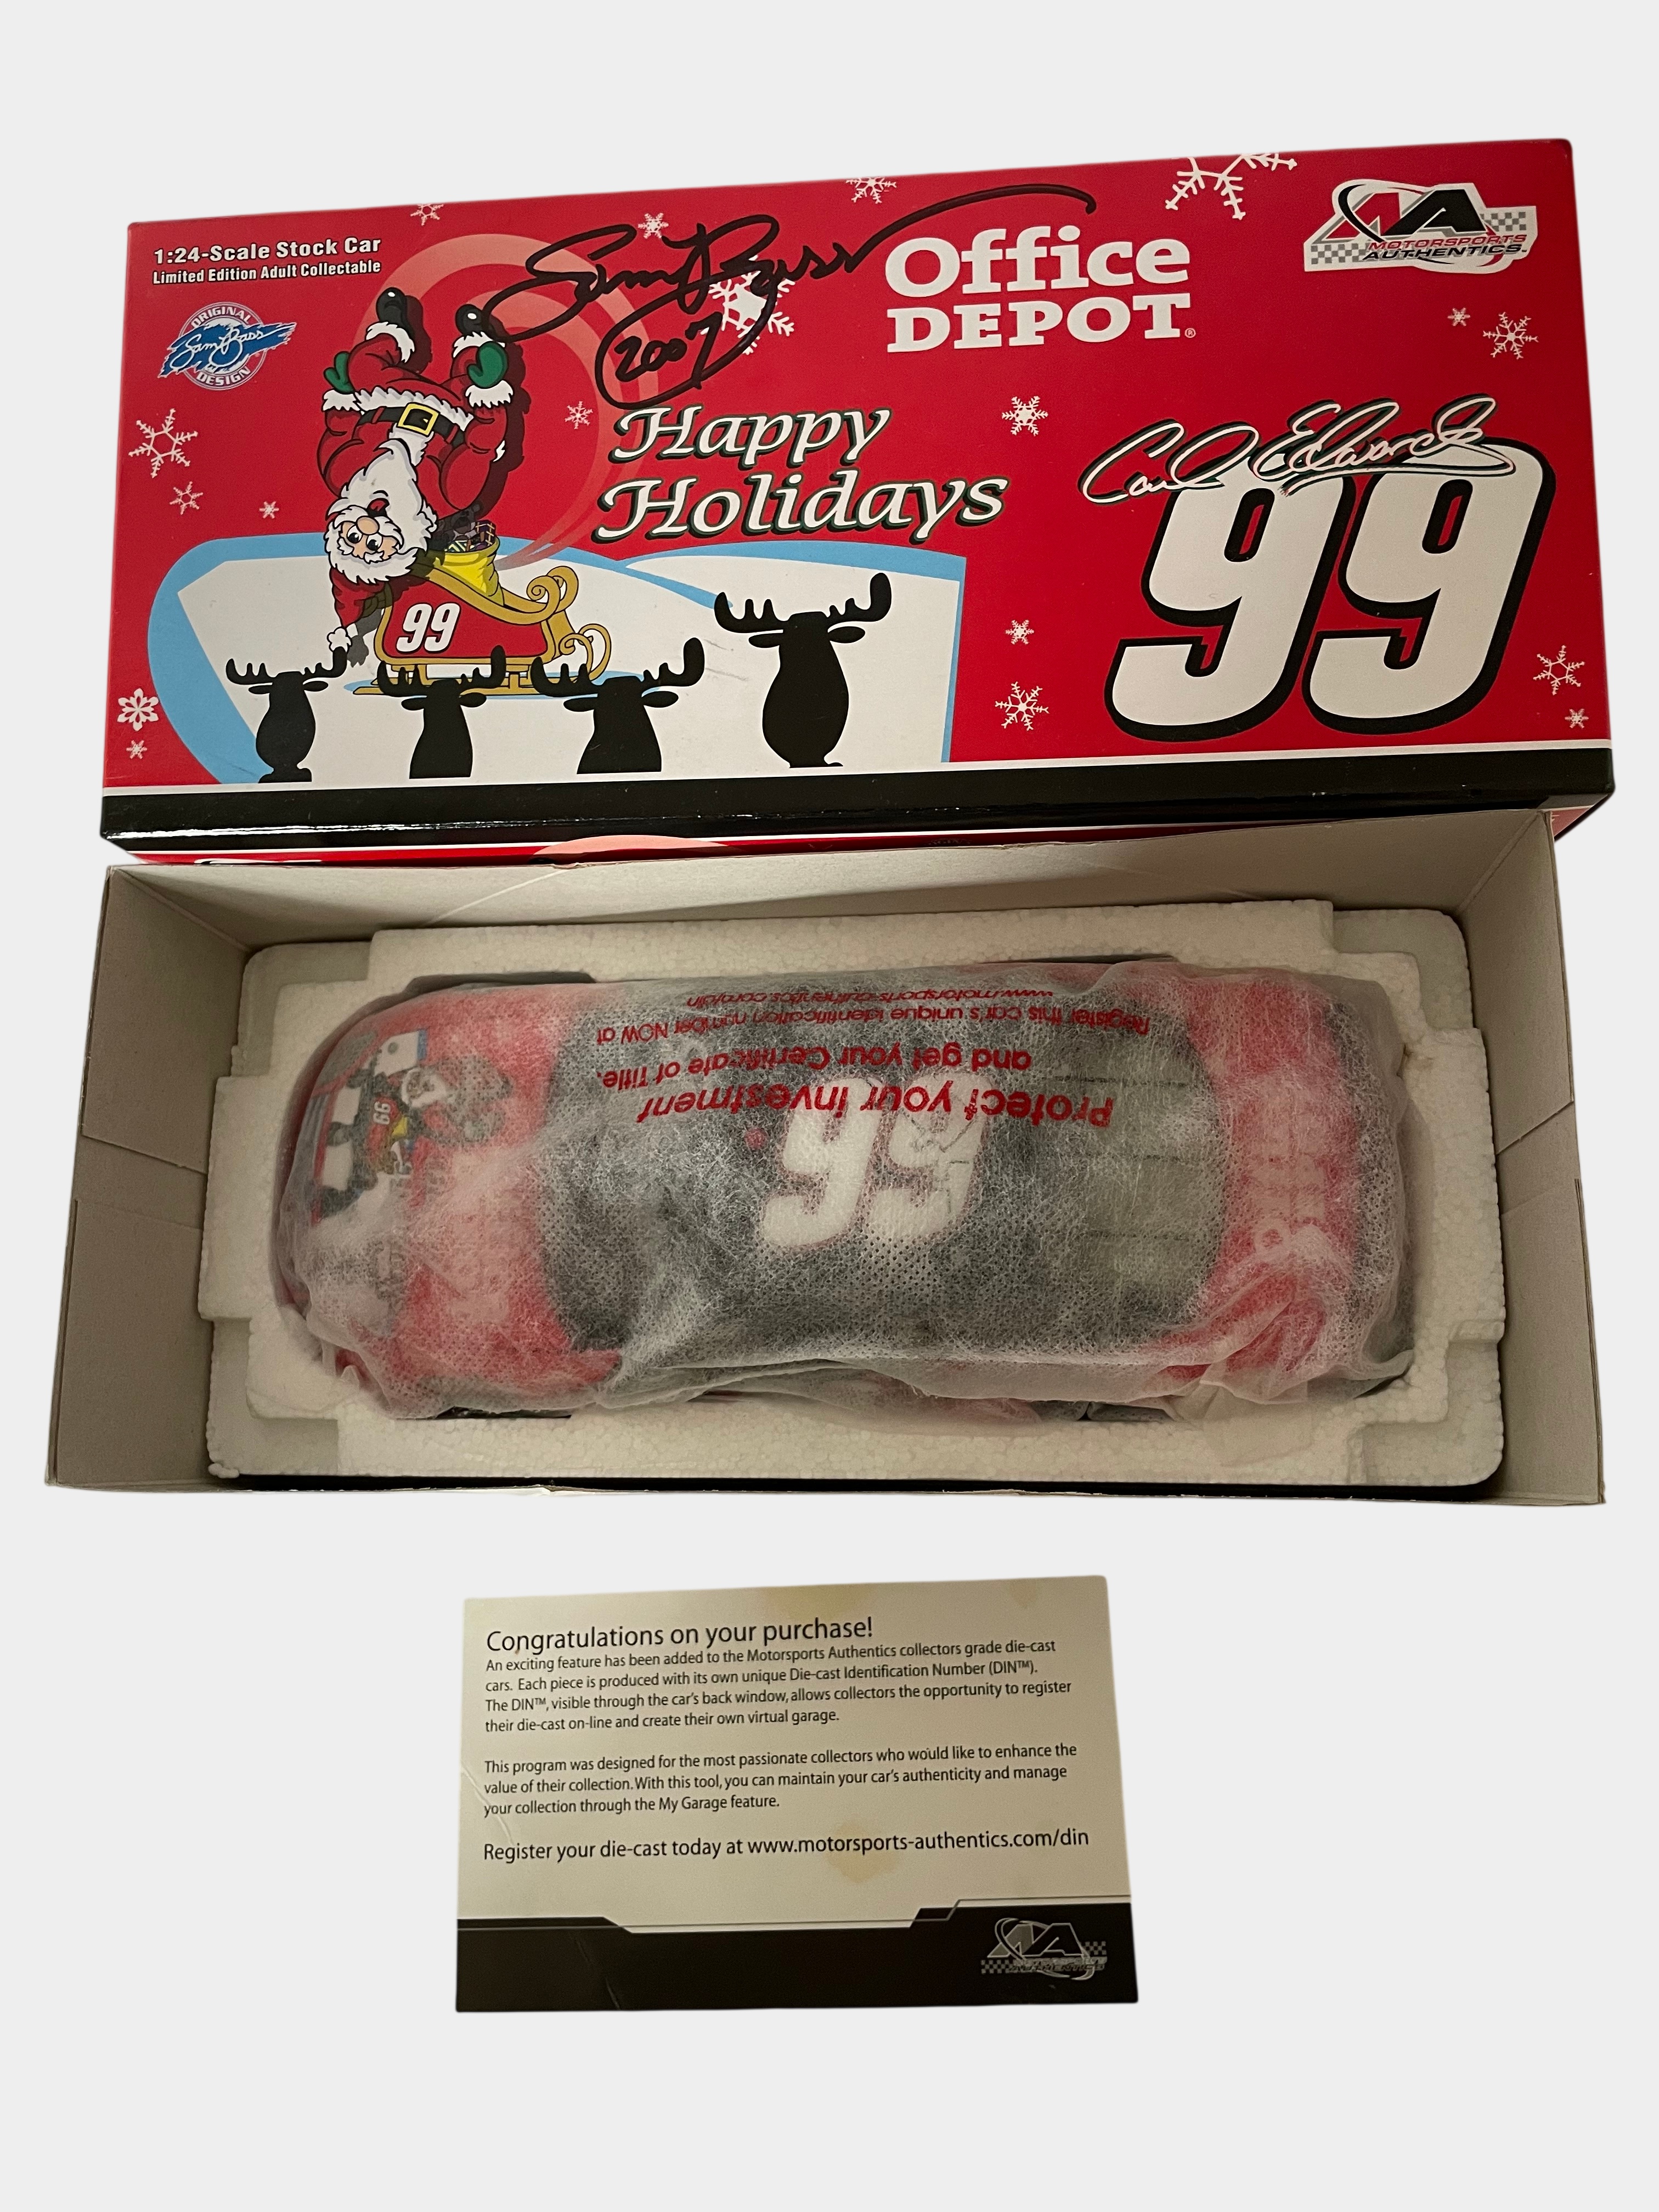 1:24-Scale Stock Car
Limited Edition Adult Collectable
ORIGINAL
Sam Bass
DESIGN
Sam Bass
2007
Office
DEPOT®
MOTORSPORTS
AUTHENTICS.
Happy
Holidays
Carl Edwards
99
99
Protect your investment
and get your Certificate of Title.
Register this car's unique identification number NOW at
www.motorsports-authentics.com/din
99
99
Congratulations on your purchase!
An exciting feature has been added to the Motorsports Authentics collectors grade die-cast
cars. Each piece is produced with its own unique Die-cast Identification Number (DIN™).
The DIN™, visible through the car's back window, allows collectors the opportunity to register
their die-cast on-line and create their own virtual garage.
This program was designed for the most passionate collectors who would like to enhance the
value of their collection. With this tool, you can maintain your car's authenticity and manage
your collection through the My Garage feature.
Register your die-cast today at www.motorsports-authentics.com/din
MOTORSPORTS
AUTHENTICS